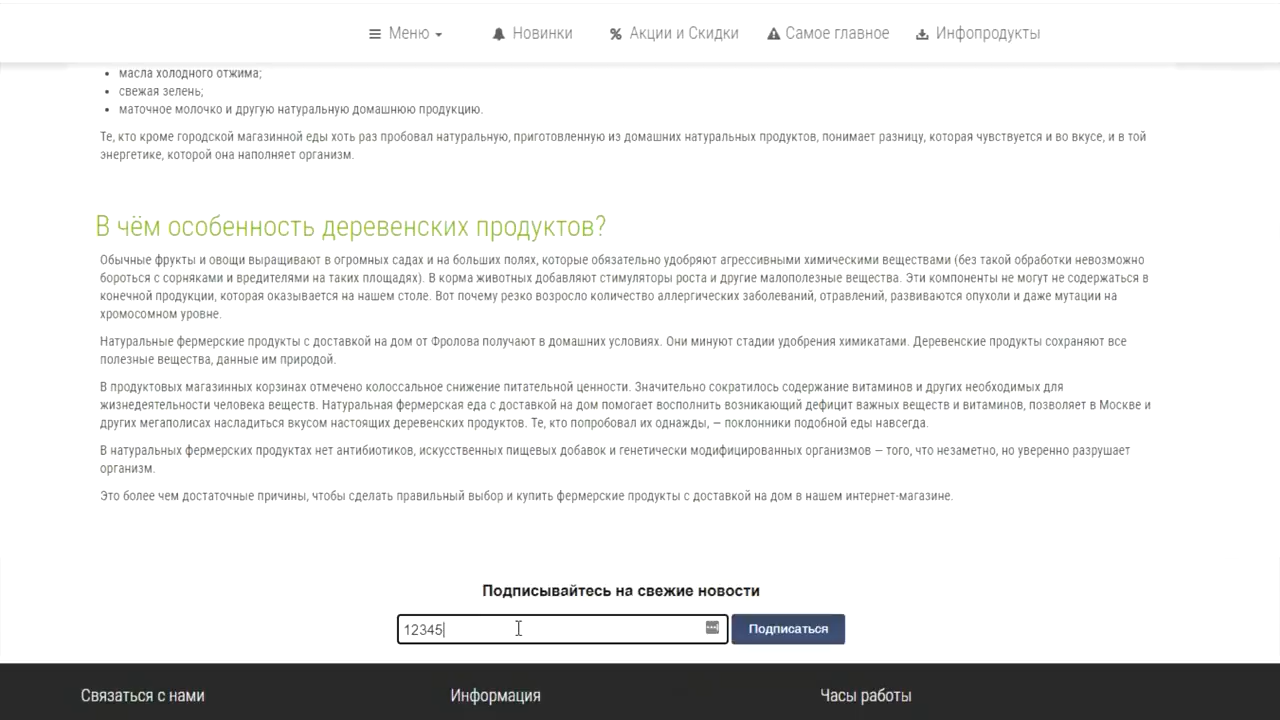 Меню
Новинки
Акции и Скидки
Самое главное
Инфопродукты
масла холодного отжима;
свежая зелень;
маточное молочко и другую натуральную домашнюю продукцию.
Те, кто кроме городской магазинной еды хоть раз пробовал натуральную, приготовленную из домашних натуральных продуктов, понимает разницу, которая чувствуется и во вкусе, и в той
энергетике, которой она наполняет организм.
В чём особенность деревенских продуктов?
Обычные фрукты и овощи выращивают в огромных садах и на больших полях, которые обязательно удобряют агрессивными химическими веществами (без такой обработки невозможно
бороться с сорняками и вредителями на таких площадях). В корма животных добавляют стимуляторы роста и другие малополезные вещества. Эти компоненты не могут не содержаться в
конечной продукции, которая оказывается на нашем столе. Вот почему резко возросло количество аллергических заболеваний, отравлений, развиваются опухоли и даже мутации на
хромосомном уровне.
Натуральные фермерские продукты с доставкой на дом от Фролова получают в домашних условиях. Они минуют стадии удобрения химикатами. Деревенские продукты сохраняют все
полезные вещества, данные им природой.
В продуктовых магазинных корзинах отмечено колоссальное снижение питательной ценности. Значительно сократилось содержание витаминов и других необходимых для
жизнедеятельности человека веществ. Натуральная фермерская еда с доставкой на дом помогает восполнить возникающий дефицит важных веществ и витаминов, позволяет в Москве и
других мегаполисах насладиться вкусом настоящих деревенских продуктов. Те, кто попробовал их однажды, — поклонники подобной еды навсегда.
В натуральных фермерских продуктах нет антибиотиков, искусственных пищевых добавок и генетически модифицированных организмов — того, что незаметно, но уверенно разрушает
организм.
Это более чем достаточные причины, чтобы сделать правильный выбор и купить фермерские продукты с доставкой на дом в нашем интернет-магазине.
Подписывайтесь на свежие новости
12345
Подписаться
Связаться с нами
Информация
Часы работы